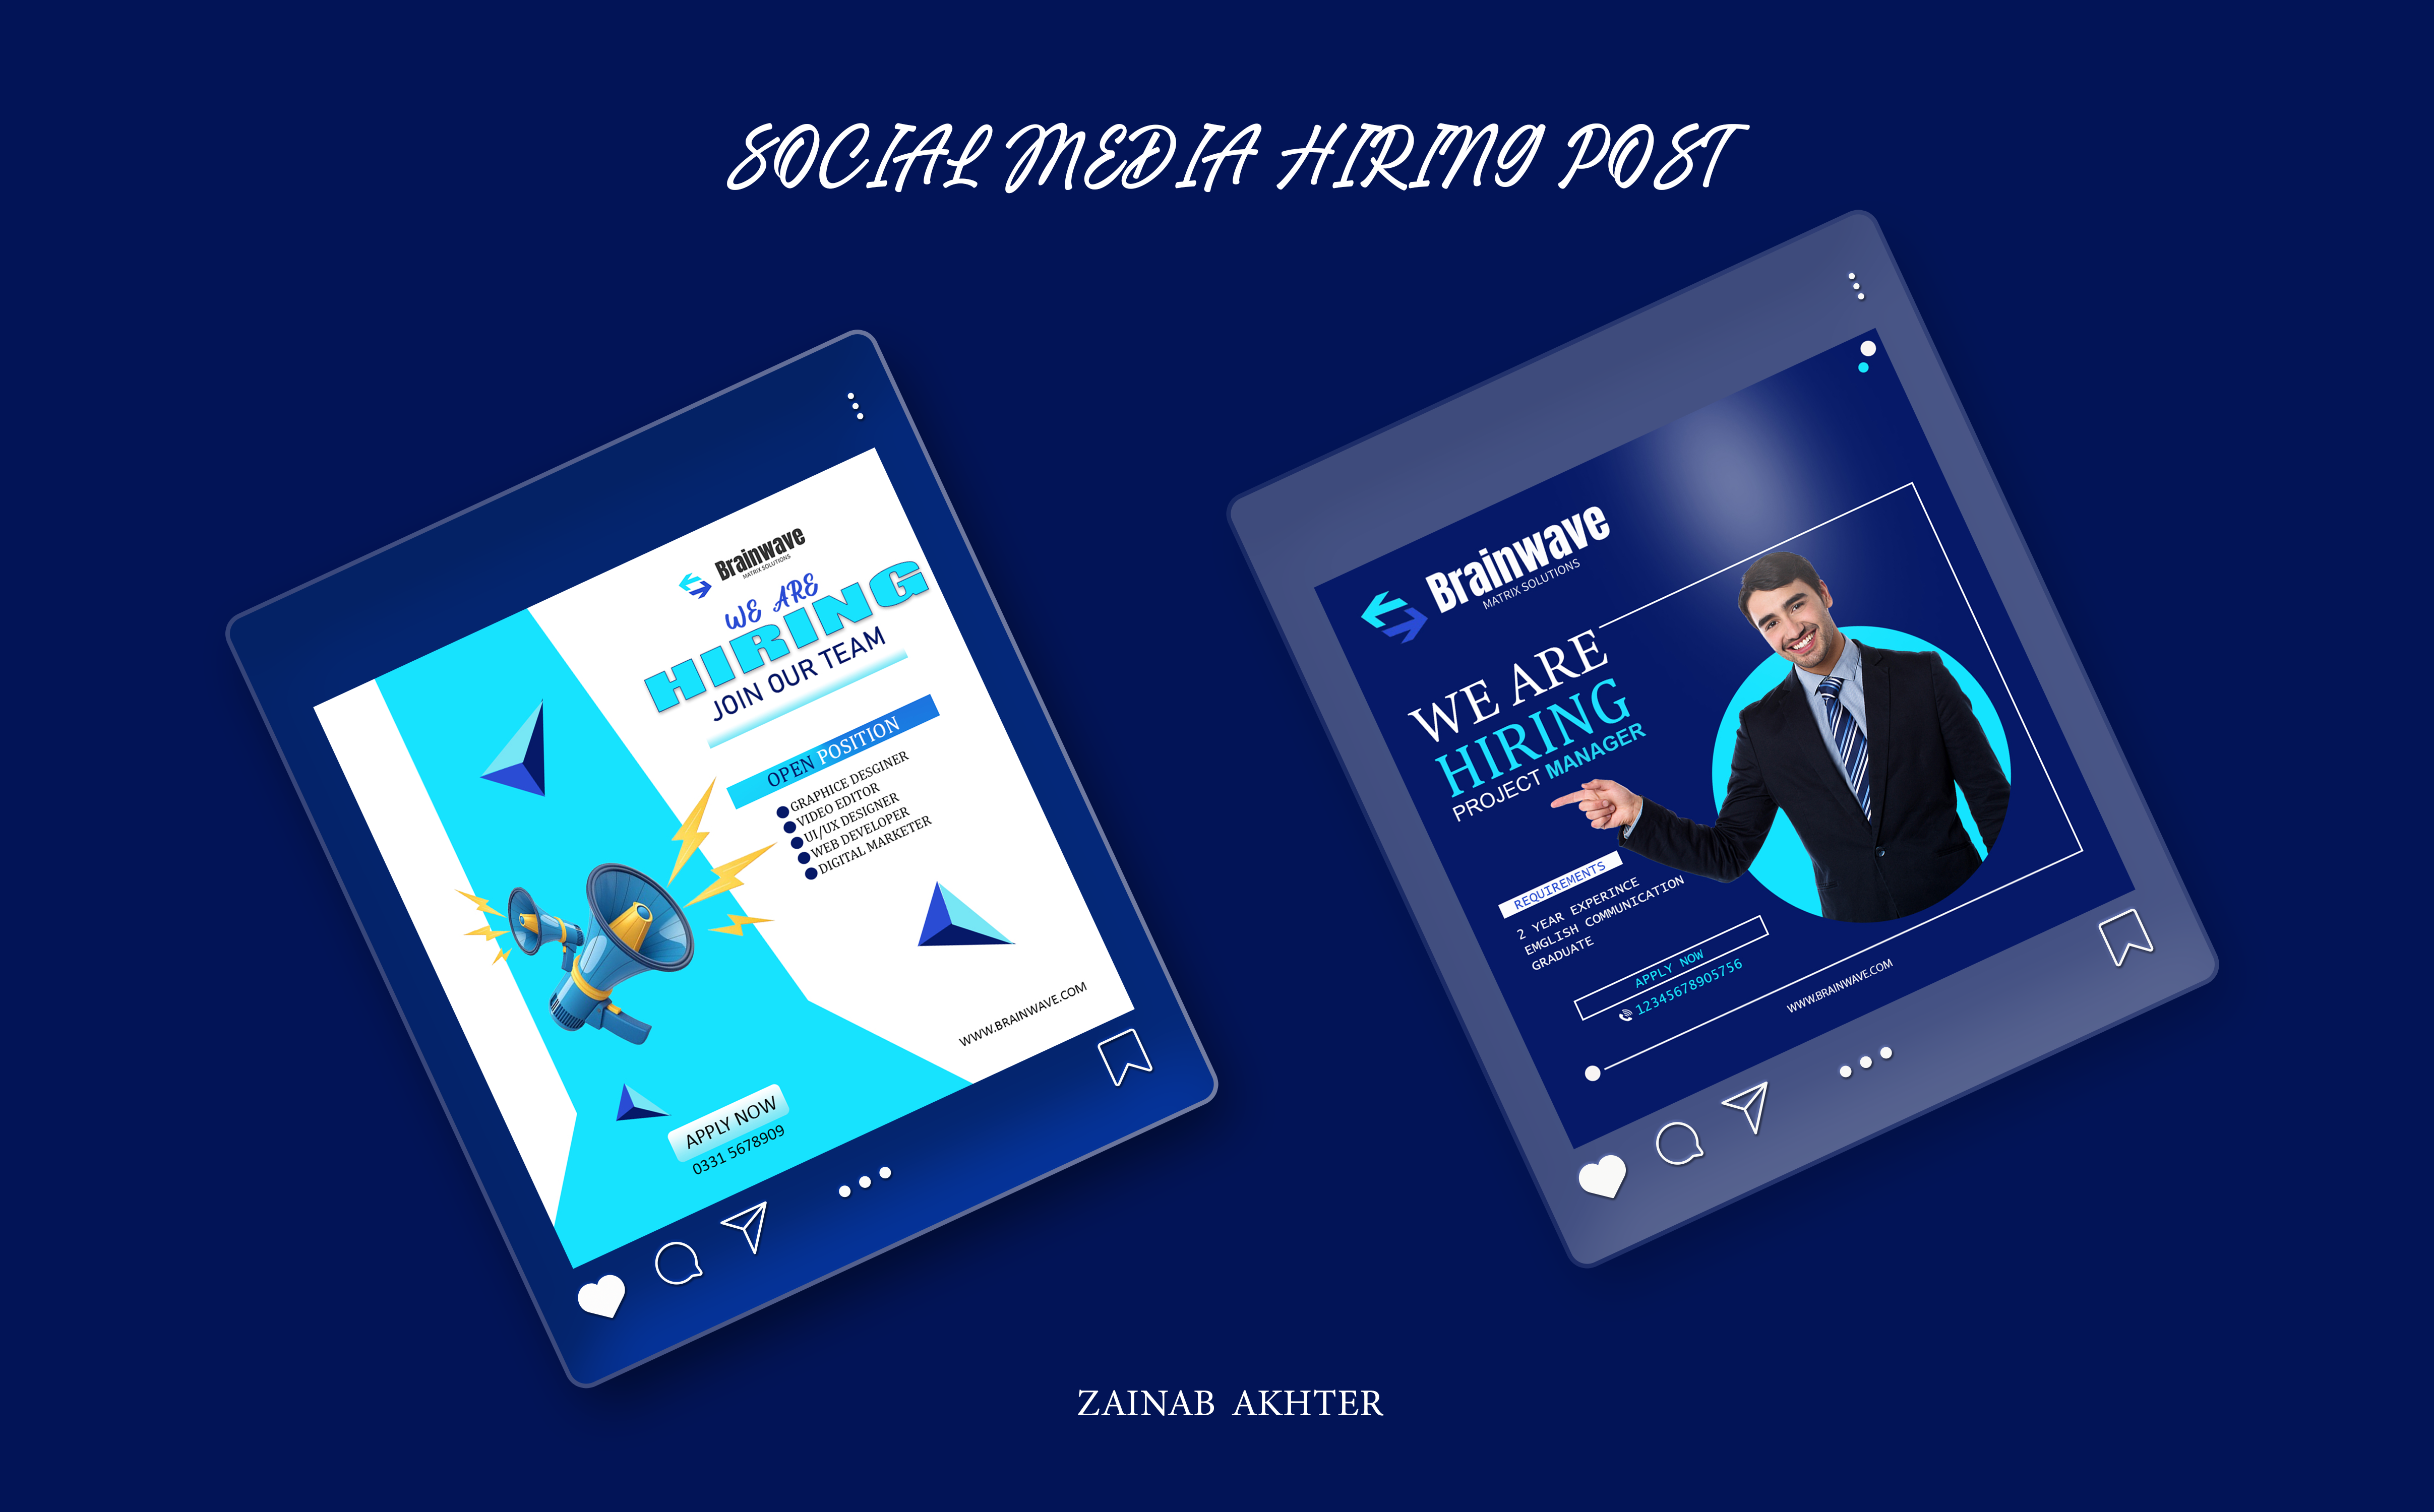 SOCIAL MEDIA HIRING POST
Brainwave
MATRIX SOLUTIONS
WE ARE
HIRING
JOIN OUR TEAM
OPEN POSITION
GRAPHICE DESGINER
VIDEO EDITOR
UI/UX DESIGNER
WEB DEVELOPER
DIGITAL MARKETER
WWW.BRAINWAVE.COM
APPLY NOW
0331 5678909
Brainwave
MATRIX SOLUTIONS
WE ARE
HIRING
PROJECT MANAGER
REQUIREMENTS
2 YEAR EXPERINCE
EMGLISH COMMUNICATION
GRADUATE
APPLY NOW
12345678905756
WWW.BRAINWAVE.COM
ZAINAB AKHTER